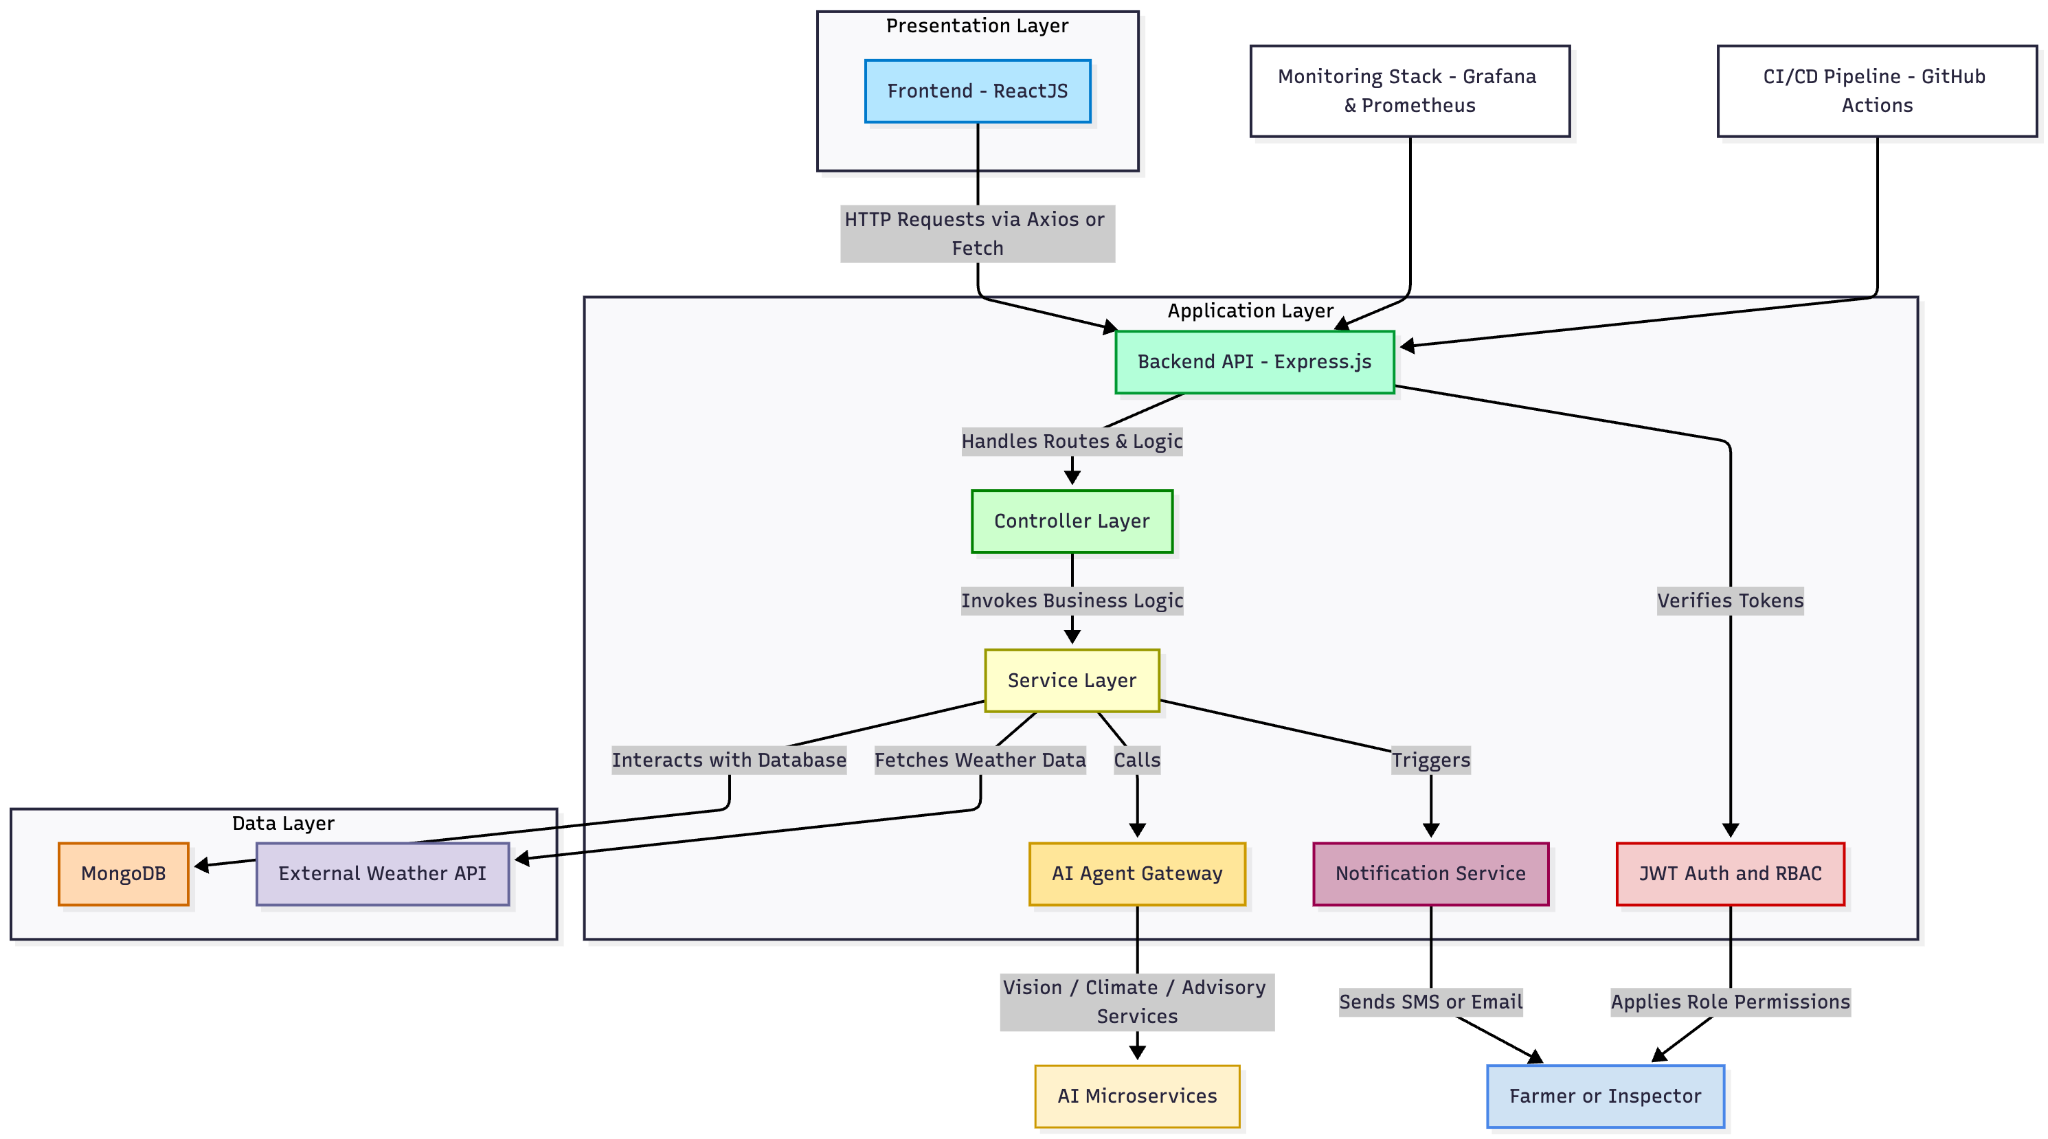 Presentation Layer
Frontend - ReactJS
Monitoring Stack - Grafana
& Prometheus
CI/CD Pipeline - GitHub
Actions
HTTP Requests via Axios or
Fetch
Application Layer
Backend API - Express.js
Handles Routes & Logic
Controller Layer
Invokes Business Logic
Verifies Tokens
Service Layer
Interacts with Database
Fetches Weather Data
Calls
Triggers
Data Layer
MongoDB
External Weather API
AI Agent Gateway
Notification Service
JWT Auth and RBAC
Vision / Climate / Advisory
Services
Sends SMS or Email
Applies Role Permissions
AI Microservices
Farmer or Inspector